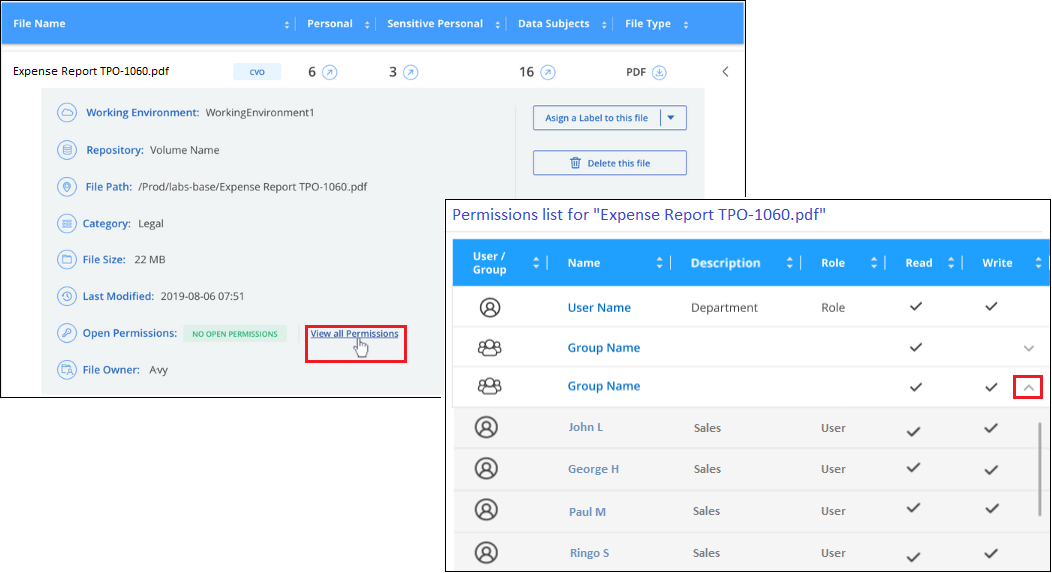 File Name Personal Sensitive Personal Data Subjects File Type
Expense Report TPO-1060.pdf CVO 6 3 16 PDF
Working Environment: WorkingEnvironment1
Asign a Label to this file
Repository: Volume Name
Delete this file
File Path: /Prod/labs-base/Expense Report TPO-1060.pdf
Category: Legal
File Size: 22 MB
Last Modified: 2019-08-06 07:51
Open Permissions: NO OPEN PERMISSIONS View all Permissions
File Owner: Avy
Permissions list for "Expense Report TPO-1060.pdf"
User / Group Name Description Role Read Write
User Name Department Role
Group Name
Group Name
John L Sales User
George H Sales User
Paul M Sales User
Ringo S Sales User